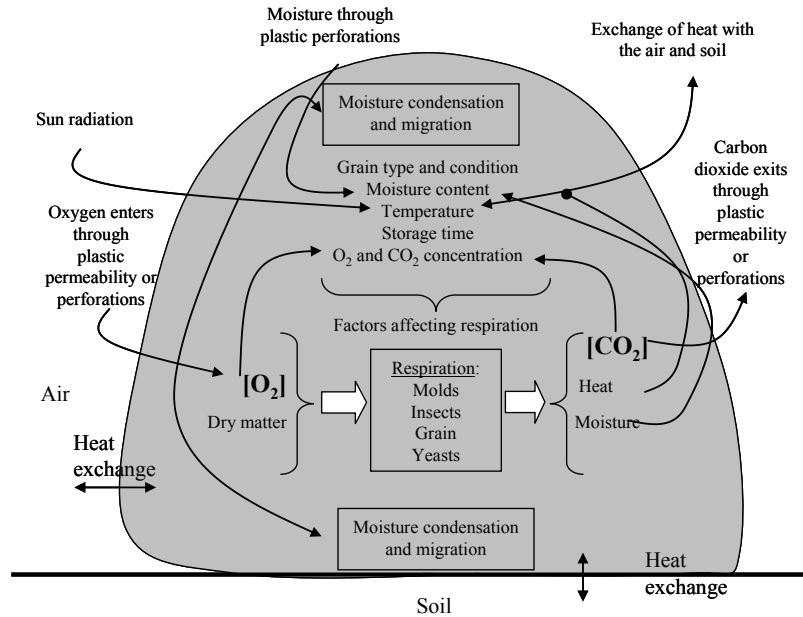 Moisture through
plastic perforations
Exchange of heat with
the air and soil
Moisture condensation
and migration
Sun radiation
Carbon
dioxide exits
through
plastic
permeability
or
perforations
Grain type and condition
Moisture content
Temperature
Storage time
O₂ and CO₂ concentration
Oxygen enters
through
plastic
permeability or
perforations
Factors affecting respiration
[O₂]
Dry matter
Respiration:
Molds
Insects
Grain
Yeasts
[CO₂]
Heat
Moisture
Air
Heat
exchange
Moisture condensation
and migration
Heat
exchange
Soil